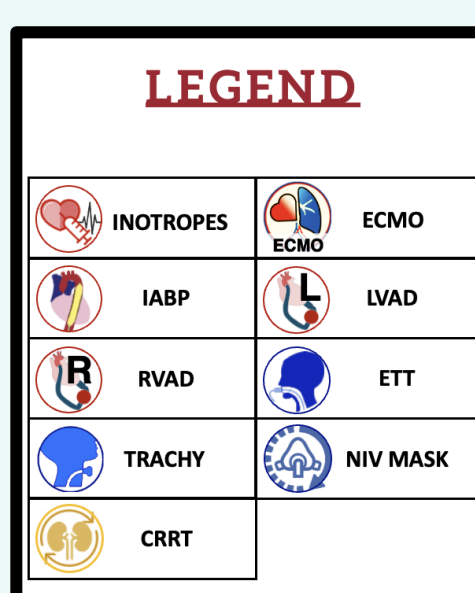 LEGEND
INOTROPES
ECMO
ECMO
IABP
L
LVAD
R
RVAD
ETT
TRACHY
NIV MASK
CRRT